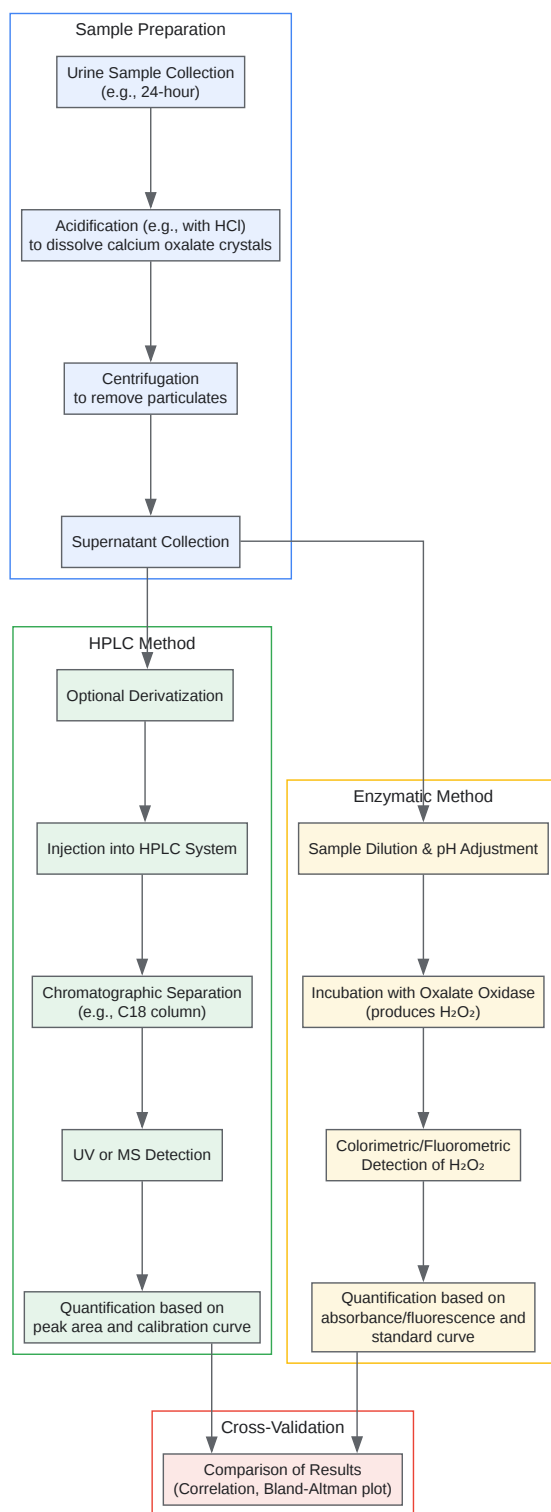 Sample Preparation
Urine Sample Collection
(e.g., 24-hour)
Acidification (e.g., with HCl)
to dissolve calcium oxalate crystals
Centrifugation
to remove particulates
Supernatant Collection
HPLC Method
Optional Derivatization
Injection into HPLC System
Chromatographic Separation
(e.g., C18 column)
UV or MS Detection
Quantification based on
peak area and calibration curve
Enzymatic Method
Sample Dilution & pH Adjustment
Incubation with Oxalate Oxidase
(produces H₂O₂)
Colorimetric/Fluorometric
Detection of H₂O₂
Quantification based on
absorbance/fluorescence and
standard curve
Cross-Validation
Comparison of Results
(Correlation, Bland-Altman plot)